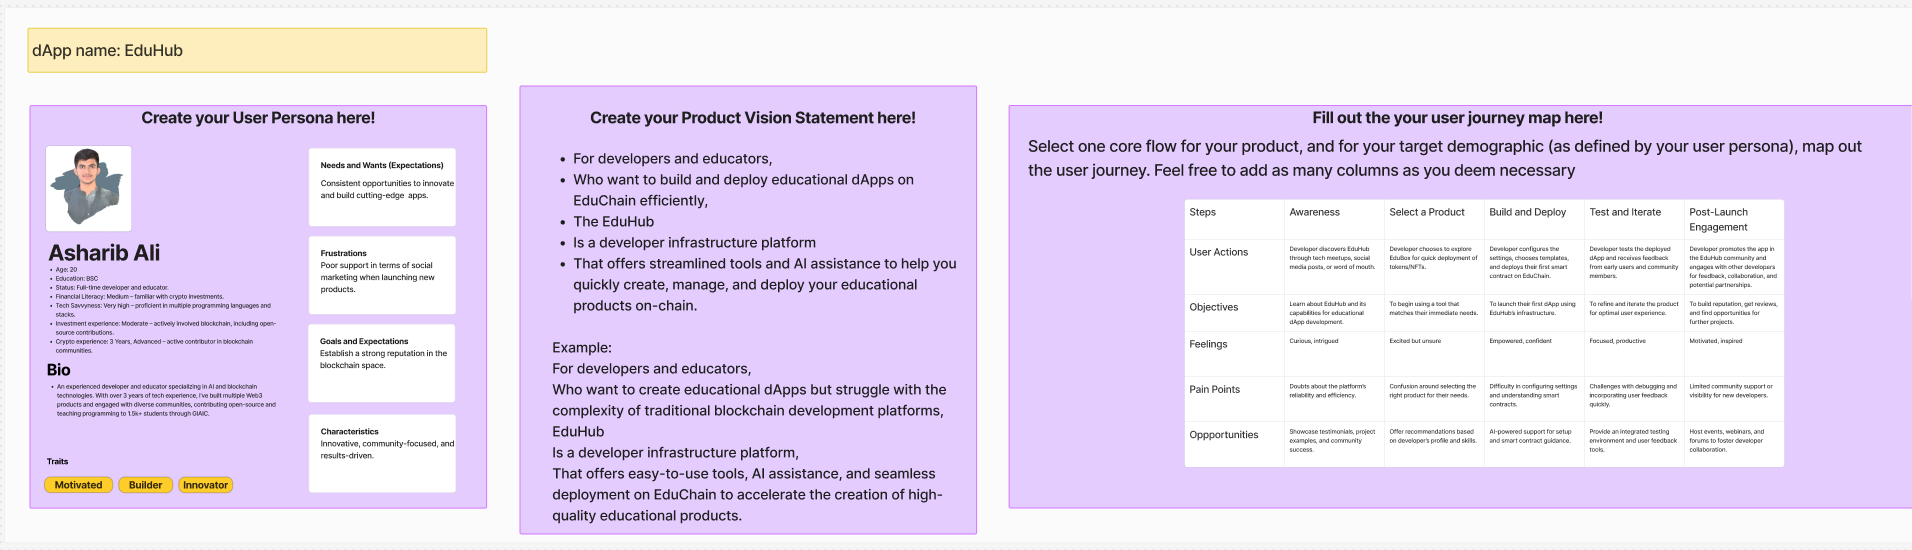 dApp name: EduHub
Create your User Persona here!
Asharib Ali
Age: 20
Education: BSC
Status: Full-time developer and educator.
Financial Literacy: Medium – familiar with crypto investments.
Tech Savvyness: Very high – proficient in multiple programming languages and
stacks.
Investment experience: Moderate – actively involved blockchain, including open-
source contributions.
Crypto experience: 3 Years, Advanced – active contributor in blockchain
communities.
Bio
An experienced developer and educator specializing in AI and blockchain
technologies. With over 3 years of tech experience, I've built multiple Web3
products and engaged with diverse communities, contributing open-source and
teaching programming to 1.5k+ students through GIAIC.
Traits
Motivated
Builder
Innovator
Needs and Wants (Expectations)
Consistent opportunities to innovate
and build cutting-edge apps.
Frustrations
Poor support in terms of social
marketing when launching new
products.
Goals and Expectations
Establish a strong reputation in the
blockchain space.
Characteristics
Innovative, community-focused, and
results-driven.
Create your Product Vision Statement here!
For developers and educators,
Who want to build and deploy educational dApps on
EduChain efficiently,
The EduHub
Is a developer infrastructure platform
That offers streamlined tools and AI assistance to help you
quickly create, manage, and deploy your educational
products on-chain.
Example:
For developers and educators,
Who want to create educational dApps but struggle with the
complexity of traditional blockchain development platforms,
EduHub
Is a developer infrastructure platform,
That offers easy-to-use tools, AI assistance, and seamless
deployment on EduChain to accelerate the creation of high-
quality educational products.
Fill out the your user journey map here!
Select one core flow for your product, and for your target demographic (as defined by your user persona), map out
the user journey. Feel free to add as many columns as you deem necessary
Steps
Awareness
Select a Product
Build and Deploy
Test and Iterate
Post-Launch
Engagement
User Actions
Developer discovers EduHub
through tech meetups, social
media posts, or word of mouth.
Developer chooses to explore
EduBox for quick deployment of
tokens/NFTs.
Developer configures the
settings, chooses templates,
and deploys their first smart
contract on EduChain.
Developer tests the deployed
dApp and receives feedback
from early users and community
members.
Developer promotes the app in
the EduHub community and
engages with other developers
for feedback, collaboration, and
potential partnerships.
Objectives
Learn about EduHub and its
capabilities for educational
dApp development.
To begin using a tool that
matches their immediate needs.
To launch their first dApp using
EduHub's infrastructure.
To refine and iterate the product
for optimal user experience.
To build reputation, get reviews,
and find opportunities for
further projects.
Feelings
Curious, intrigued
Excited but unsure
Empowered, confident
Focused, productive
Motivated, inspired
Pain Points
Doubts about the platform's
reliability and efficiency.
Confusion around selecting the
right product for their needs.
Difficulty in configuring settings
and understanding smart
contracts.
Challenges with debugging and
incorporating user feedback
quickly.
Limited community support or
visibility for new developers.
Oppportunities
Showcase testimonials, project
examples, and community
success.
Offer recommendations based
on developer's profile and skills.
AI-powered support for setup
and smart contract guidance.
Provide an integrated testing
environment and user feedback
tools.
Host events, webinars, and
forums to foster developer
collaboration.